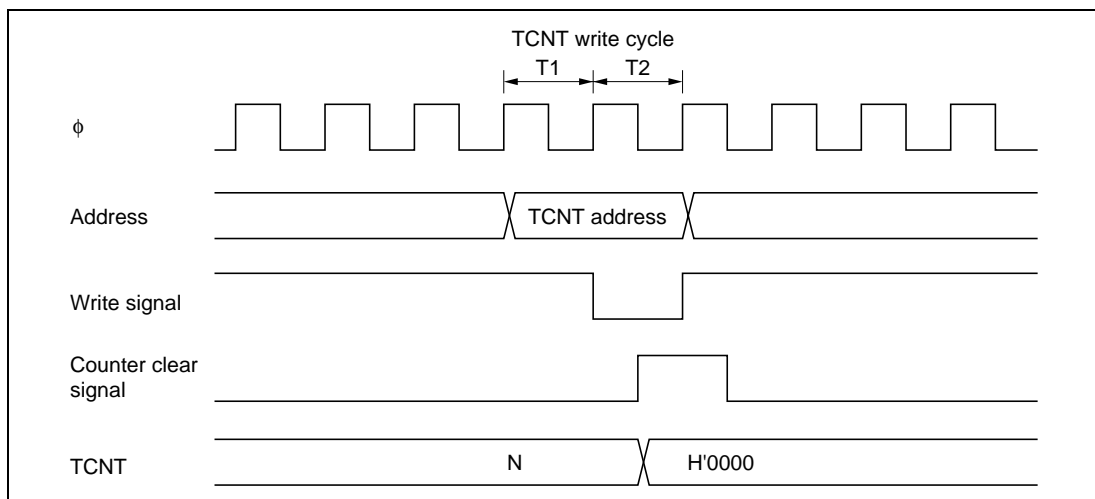 TCNT write cycle
T1 T2
ϕ
Address TCNT address
Write signal
Counter clear
signal
TCNT N H'0000